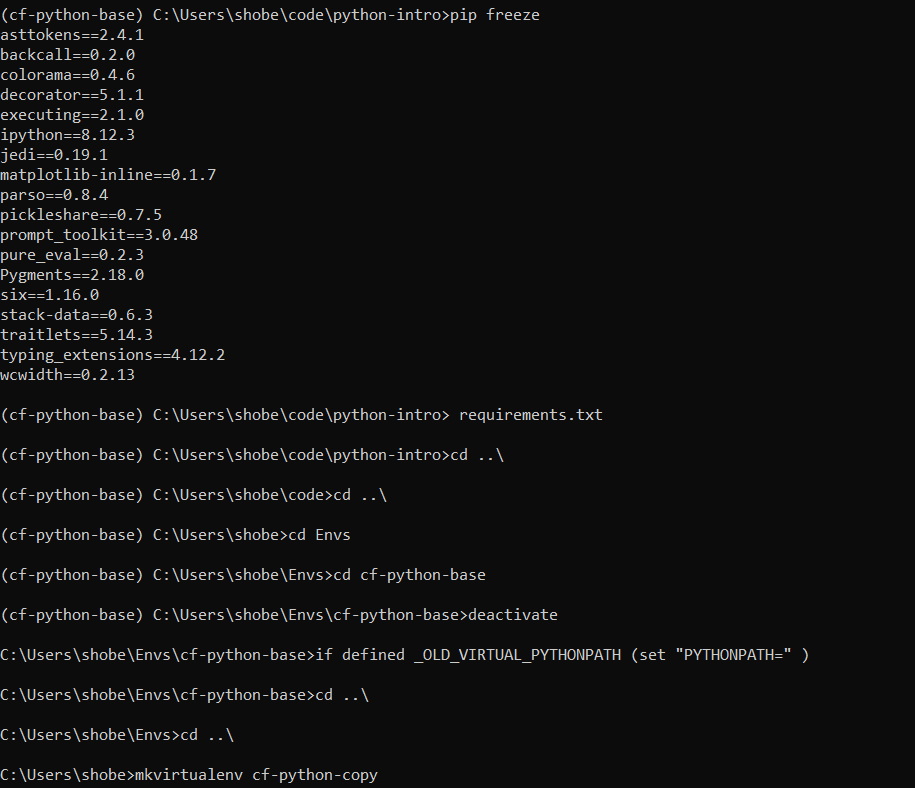 (cf-python-base) C:\Users\shobe\code\python-intro>pip freeze
asttokens==2.4.1
backcall==0.2.0
colorama==0.4.6
decorator==5.1.1
executing==2.1.0
ipython==8.12.3
jedi==0.19.1
matplotlib-inline==0.1.7
parso==0.8.4
pickleshare==0.7.5
prompt_toolkit==3.0.48
pure_eval==0.2.3
Pygments==2.18.0
six==1.16.0
stack-data==0.6.3
traitlets==5.14.3
typing_extensions==4.12.2
wcwidth==0.2.13
(cf-python-base) C:\Users\shobe\code\python-intro> requirements.txt
(cf-python-base) C:\Users\shobe\code\python-intro>cd ..\
(cf-python-base) C:\Users\shobe\code>cd ..\
(cf-python-base) C:\Users\shobe>cd Envs
(cf-python-base) C:\Users\shobe\Envs>cd cf-python-base
(cf-python-base) C:\Users\shobe\Envs\cf-python-base>deactivate
C:\Users\shobe\Envs\cf-python-base>if defined _OLD_VIRTUAL_PYTHONPATH (set "PYTHONPATH=" )
C:\Users\shobe\Envs\cf-python-base>cd ..\
C:\Users\shobe\Envs>cd ..\
C:\Users\shobe>mkvirtualenv cf-python-copy